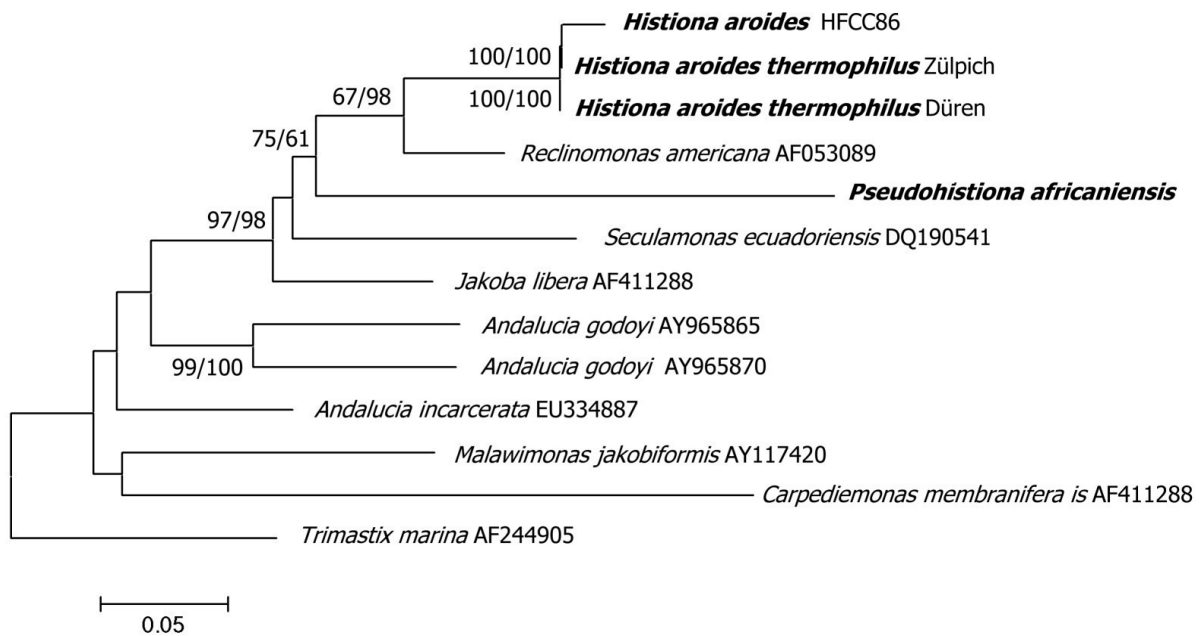 Histiona aroides HFCC86
100/100
Histiona aroides thermophilus Zülpich
100/100
Histiona aroides thermophilus Düren
67/98
75/61
Reclinomonas americana AF053089
Pseudohistiona africaniensis
97/98
Seculamonas ecuadoriensis DQ190541
Jakoba libera AF411288
Andalucia godoyi AY965865
99/100
Andalucia godoyi AY965870
Andalucia incarcerata EU334887
Malawimonas jakobiformis AY117420
Carpediemonas membranifera is AF411288
Trimastix marina AF244905
0.05